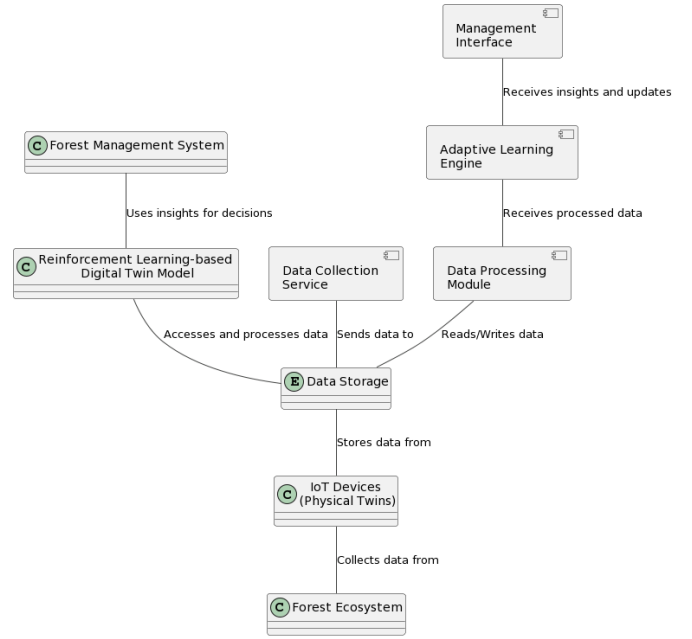 Management
Interface
Receives insights and updates
C Forest Management System
Adaptive Learning
Engine
Uses insights for decisions
Receives processed data
C Reinforcement Learning-based
Digital Twin Model
Data Collection
Service
Data Processing
Module
Accesses and processes data
Sends data to
Reads/Writes data
E Data Storage
Stores data from
C IoT Devices
(Physical Twins)
Collects data from
C Forest Ecosystem